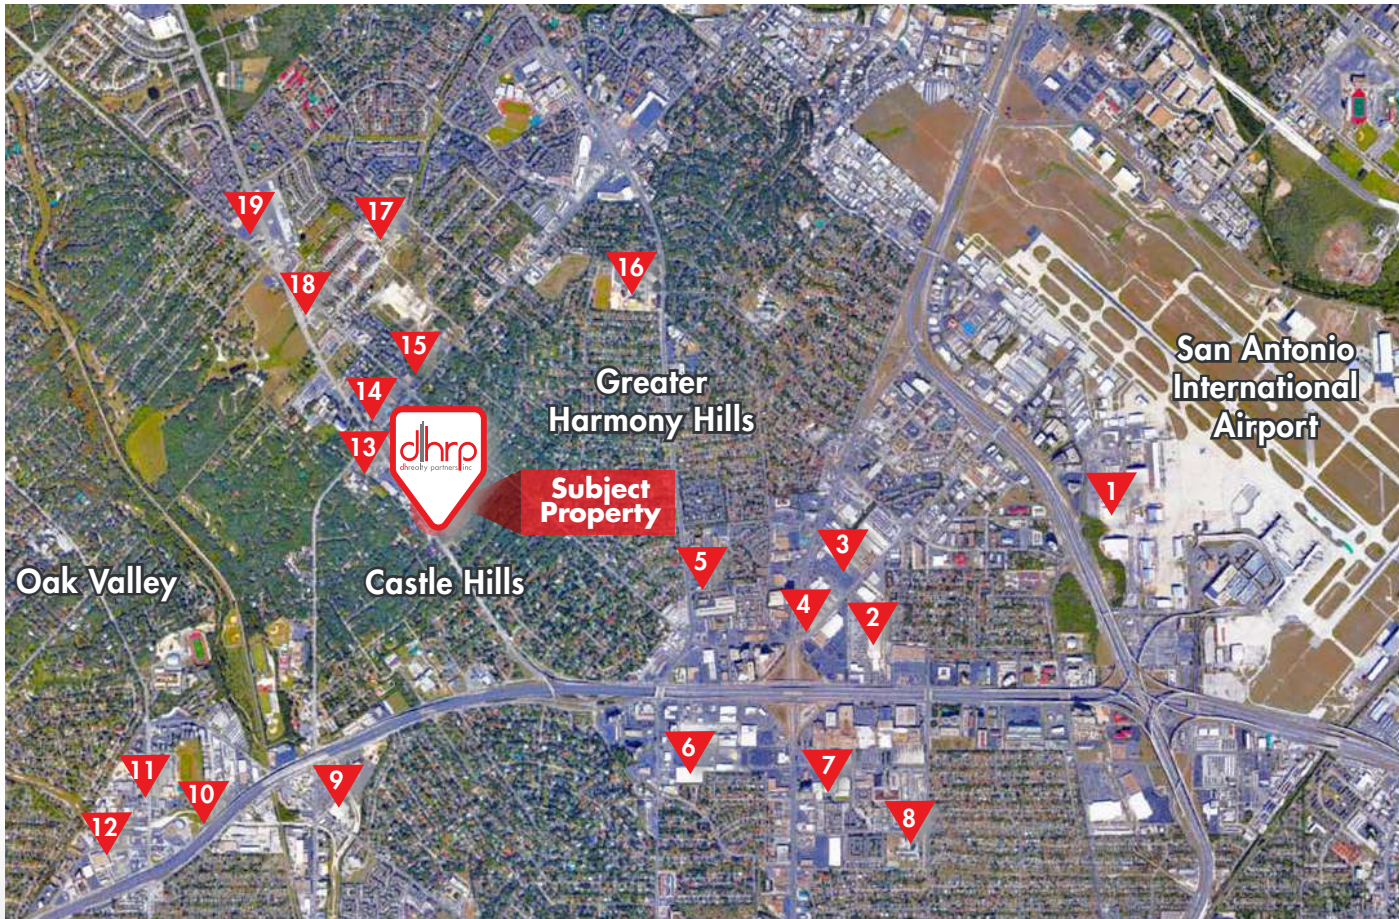 19
17
16
18
15
14
13
dhrp
dhrealty partners inc
Subject
Property
Greater
Harmony Hills
San Antonio
International
Airport
1
Oak Valley
Castle Hills
5
3
4
2
6
7
8
9
10
11
12